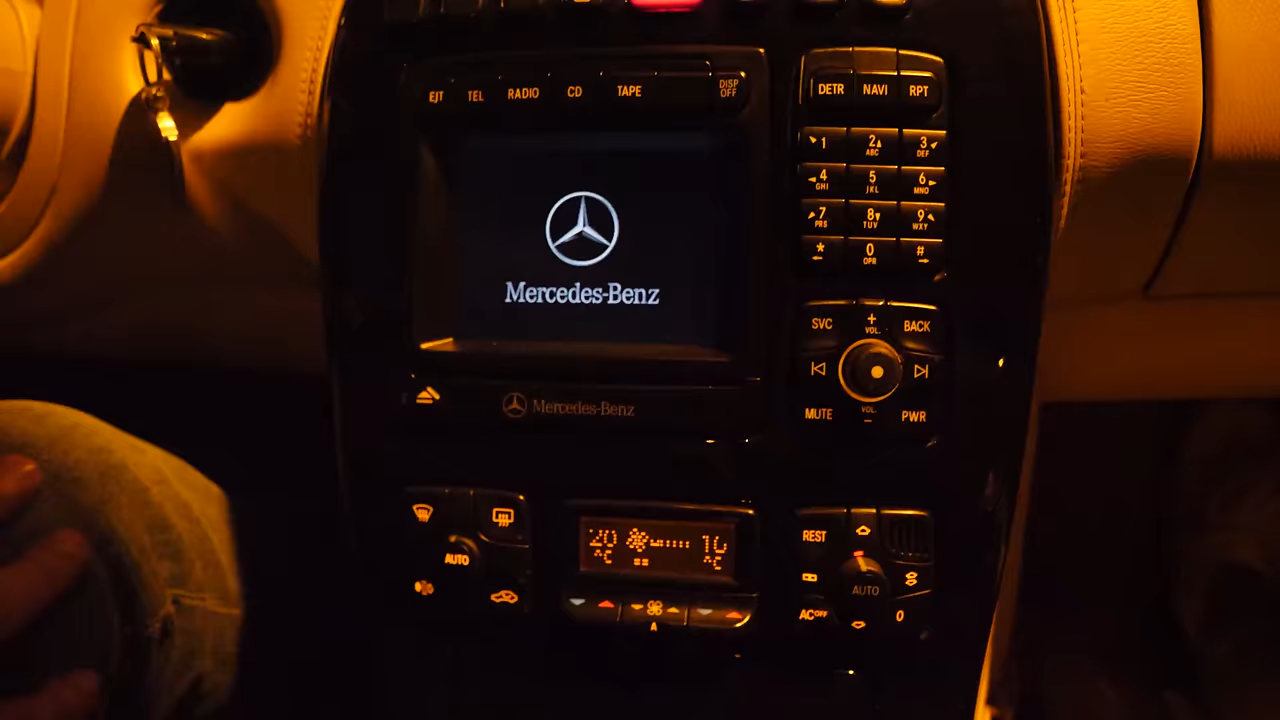 EJT TEL RADIO CD TAPE DISP OFF
DETR NAVI RPT
1 2 ABC 3 DEF
4 GHI 5 JKL 6 MNO
7 PRS 8 TUV 9 WXY
* 0 OPR #
Mercedes-Benz
SVC + VOL. BACK
Mercedes-Benz
MUTE VOL. – PWR
20 °C 16 °C
AUTO
A
REST
AUTO
AC OFF 0